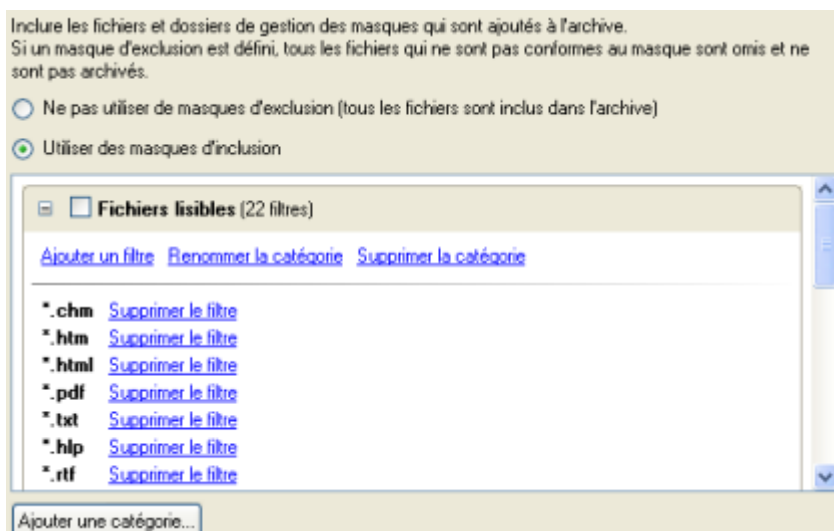 Inclure les fichiers et dossiers de gestion des masques qui sont ajoutés à l'archive.
Si un masque d'exclusion est défini, tous les fichiers qui ne sont pas conformes au masque sont omis et ne
sont pas archivés.
Ne pas utiliser de masques d'exclusion (tous les fichiers sont inclus dans l'archive)
Utiliser des masques d'inclusion
Fichiers lisibles (22 filtres)
Ajouter un filtre Renommer la catégorie Supprimer la catégorie
*.chm Supprimer le filtre
*.htm Supprimer le filtre
*.html Supprimer le filtre
*.pdf Supprimer le filtre
*.txt Supprimer le filtre
*.hlp Supprimer le filtre
*.rtf Supprimer le filtre
Ajouter une catégorie...